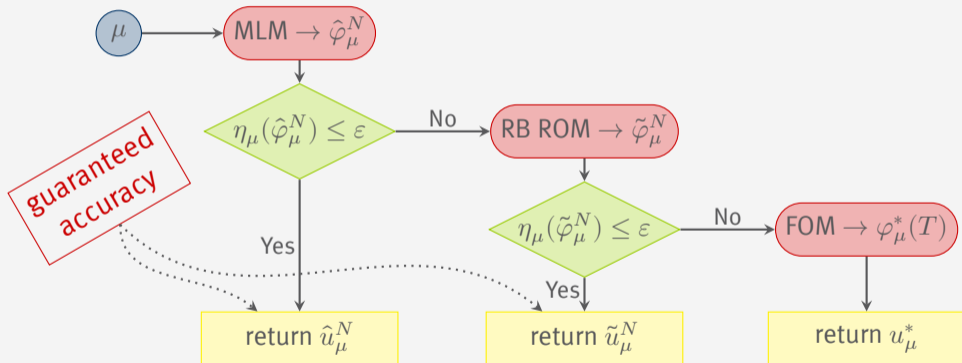 μ
MLM → φ̂_μ^N
η_μ(φ̂_μ^N) ≤ ε
No
RB ROM → φ̃_μ^N
guaranteed
accuracy
η_μ(φ̃_μ^N) ≤ ε
No
FOM → φ_μ^*(T)
Yes
Yes
return û_μ^N
return ũ_μ^N
return u_μ^*